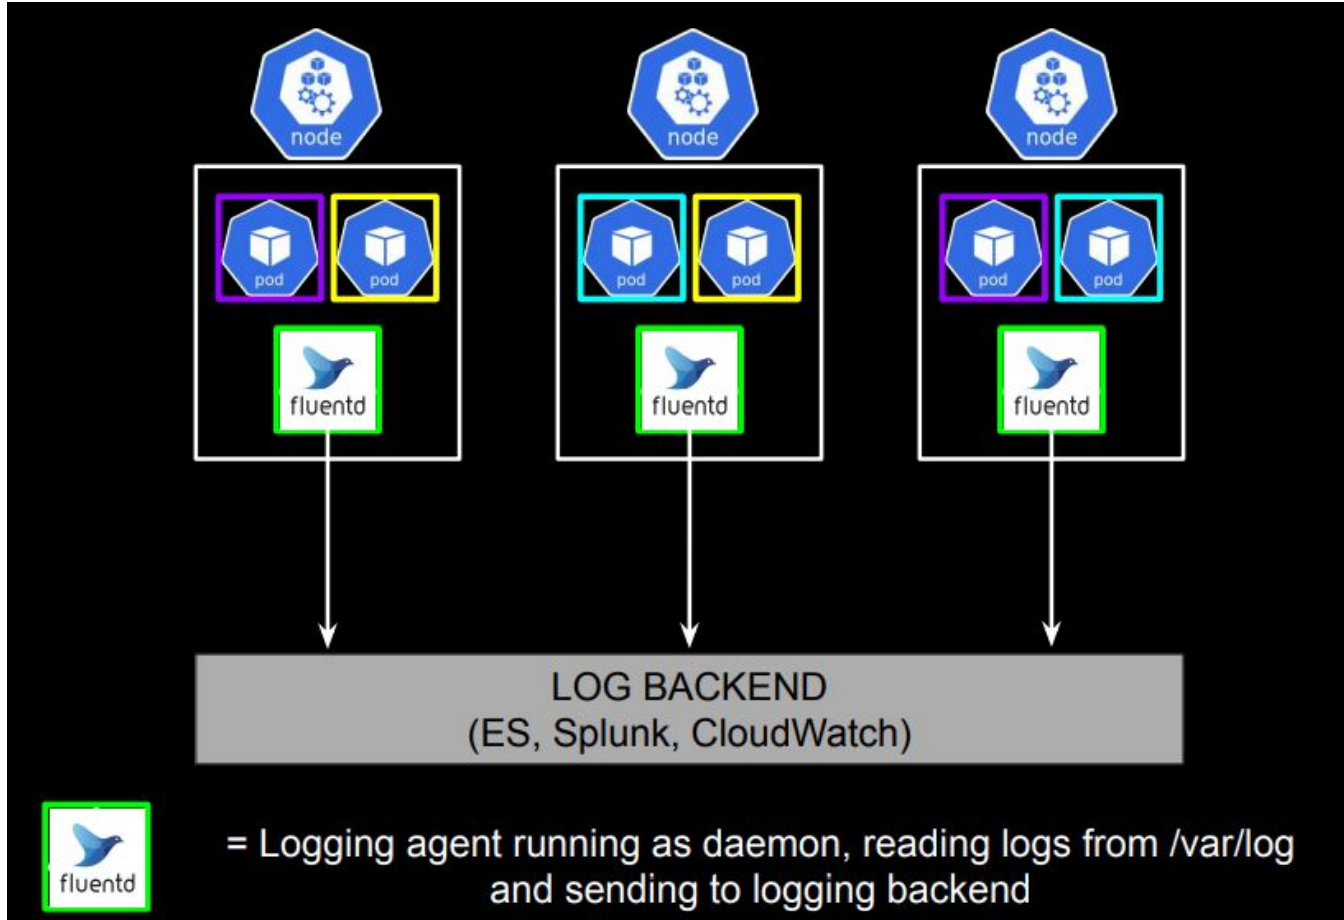 node
node
node
pod
pod
pod
pod
pod
pod
fluentd
fluentd
fluentd
LOG BACKEND
(ES, Splunk, CloudWatch)
fluentd
= Logging agent running as daemon, reading logs from /var/log
and sending to logging backend